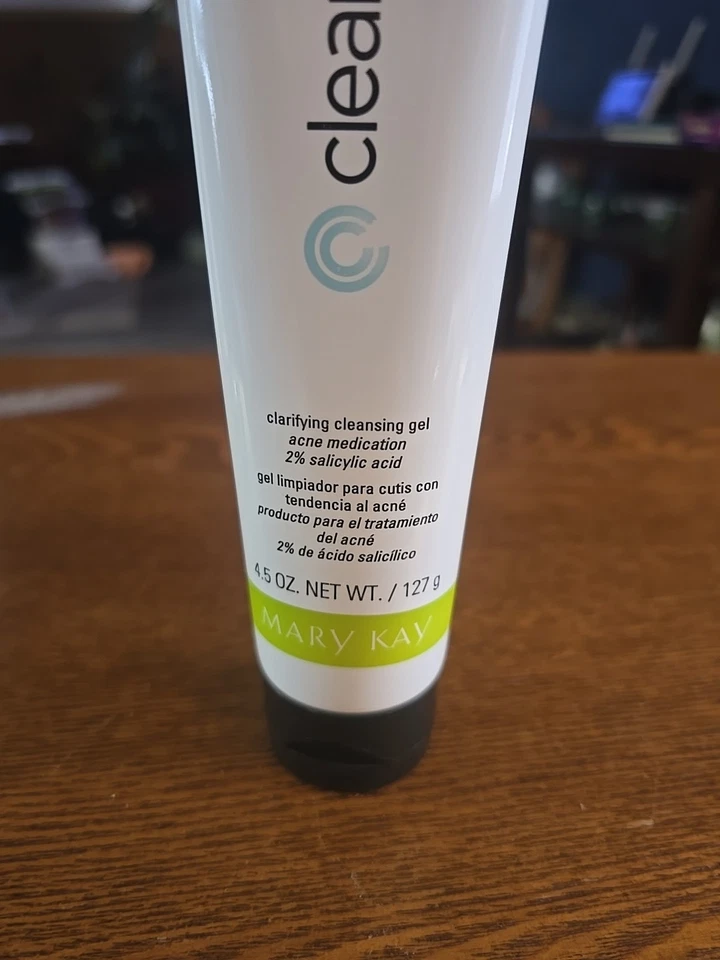 clear
clarifying cleansing gel
acne medication
2% salicylic acid
gel limpiador para cutis con
tendencia al acné
producto para el tratamiento
del acné
2% de ácido salicílico
4.5 OZ. NET WT. / 127 g
MARY KAY